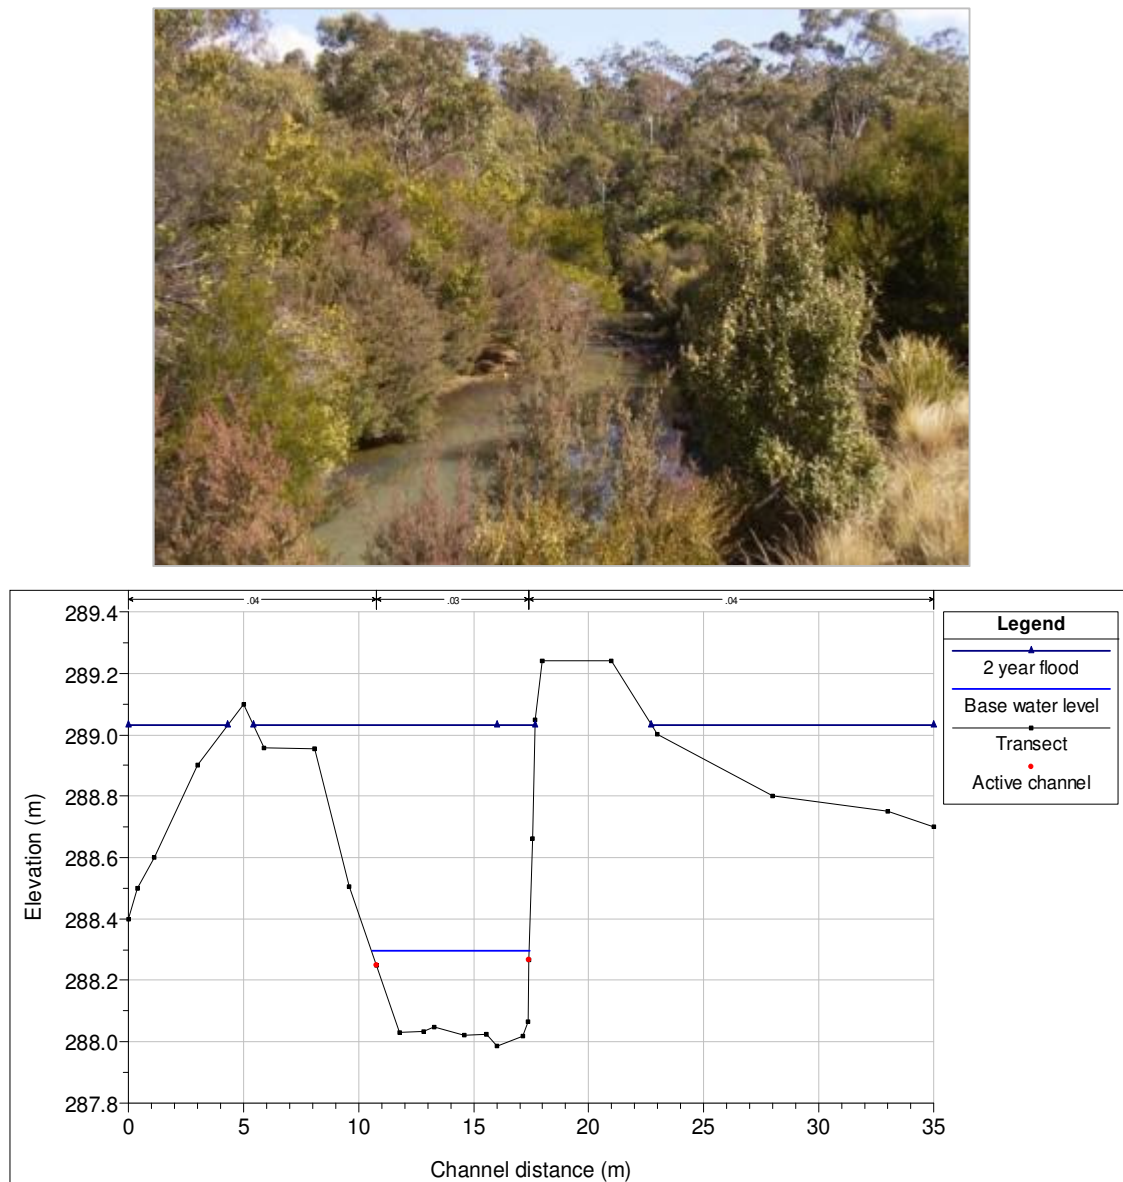 .04 .03 .04
289.4
289.2
289.0
288.8
288.6
288.4
288.2
288.0
287.8
Elevation (m)
0 5 10 15 20 25 30 35
Channel distance (m)
Legend
2 year flood
Base water level
Transect
Active channel